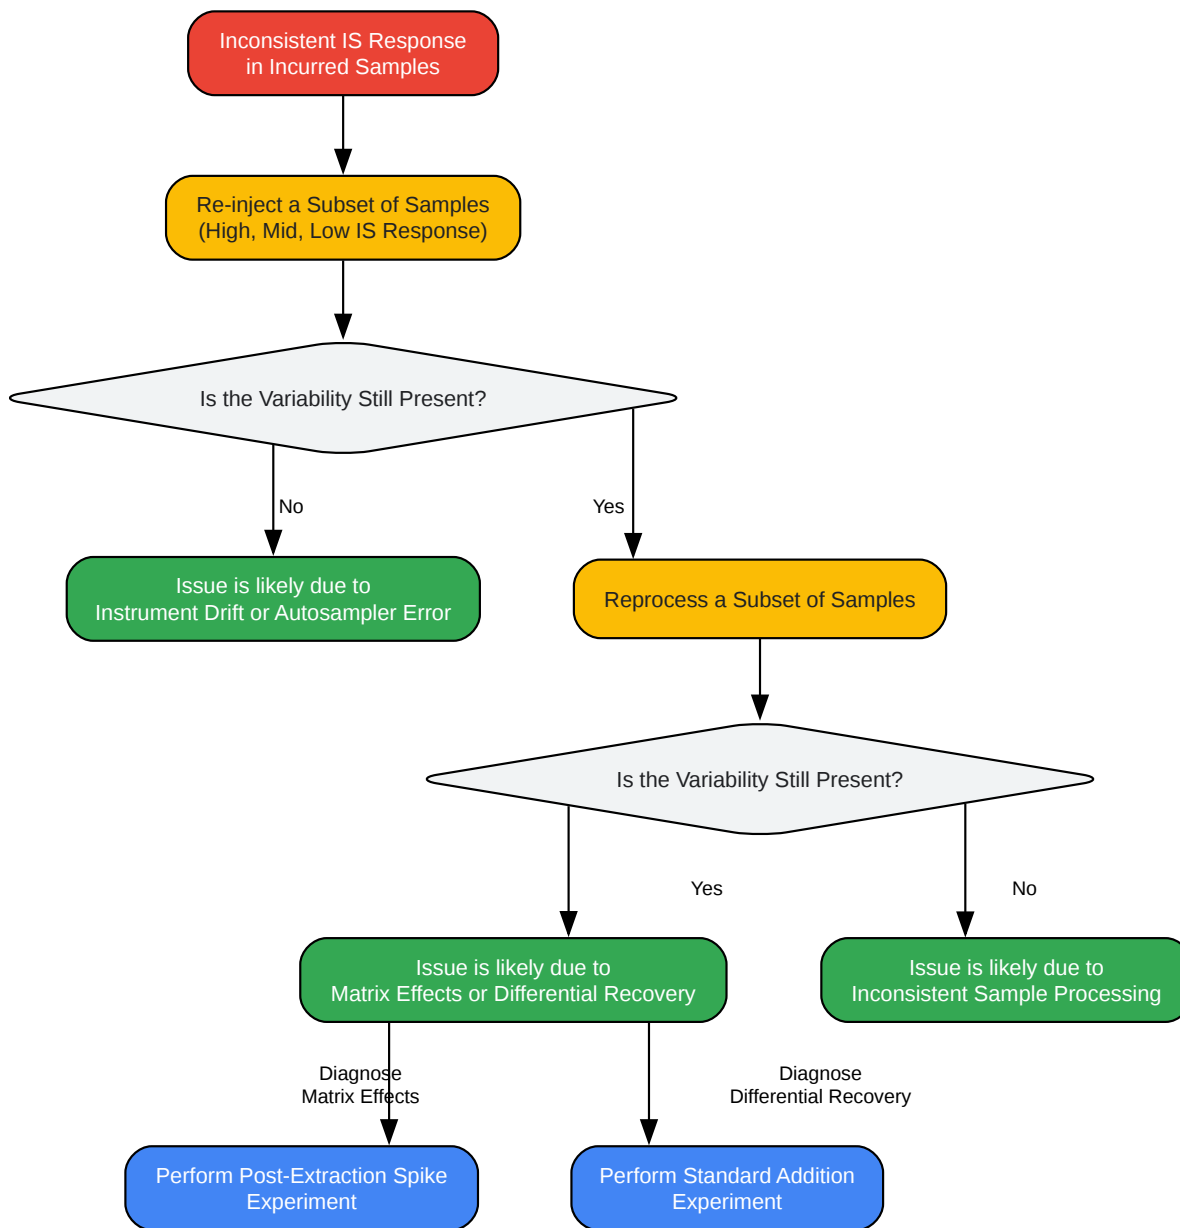 Inconsistent IS Response
in Incurred Samples
Re-inject a Subset of Samples
(High, Mid, Low IS Response)
Is the Variability Still Present?
No
Yes
Issue is likely due to
Instrument Drift or Autosampler Error
Reprocess a Subset of Samples
Is the Variability Still Present?
Yes
No
Issue is likely due to
Matrix Effects or Differential Recovery
Issue is likely due to
Inconsistent Sample Processing
Diagnose
Matrix Effects
Diagnose
Differential Recovery
Perform Post-Extraction Spike
Experiment
Perform Standard Addition
Experiment